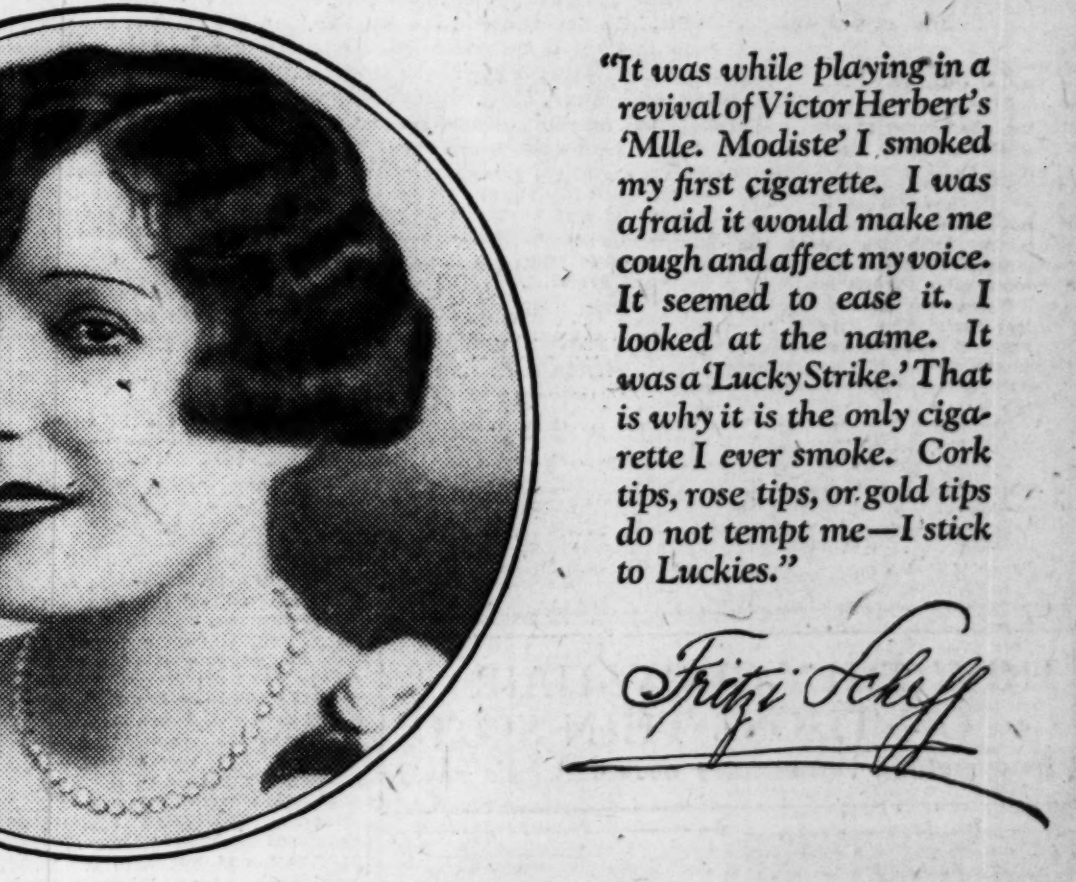 “It was while playing in a
revival of Victor Herbert’s
‘Mlle. Modiste’ I smoked
my first cigarette. I was
afraid it would make me
cough and affect my voice.
It seemed to ease it. I
looked at the name. It
was a ‘Lucky Strike.’ That
is why it is the only ciga-
rette I ever smoke. Cork
tips, rose tips, or gold tips
do not tempt me—I stick
to Luckies.”
Fritzi Scheff